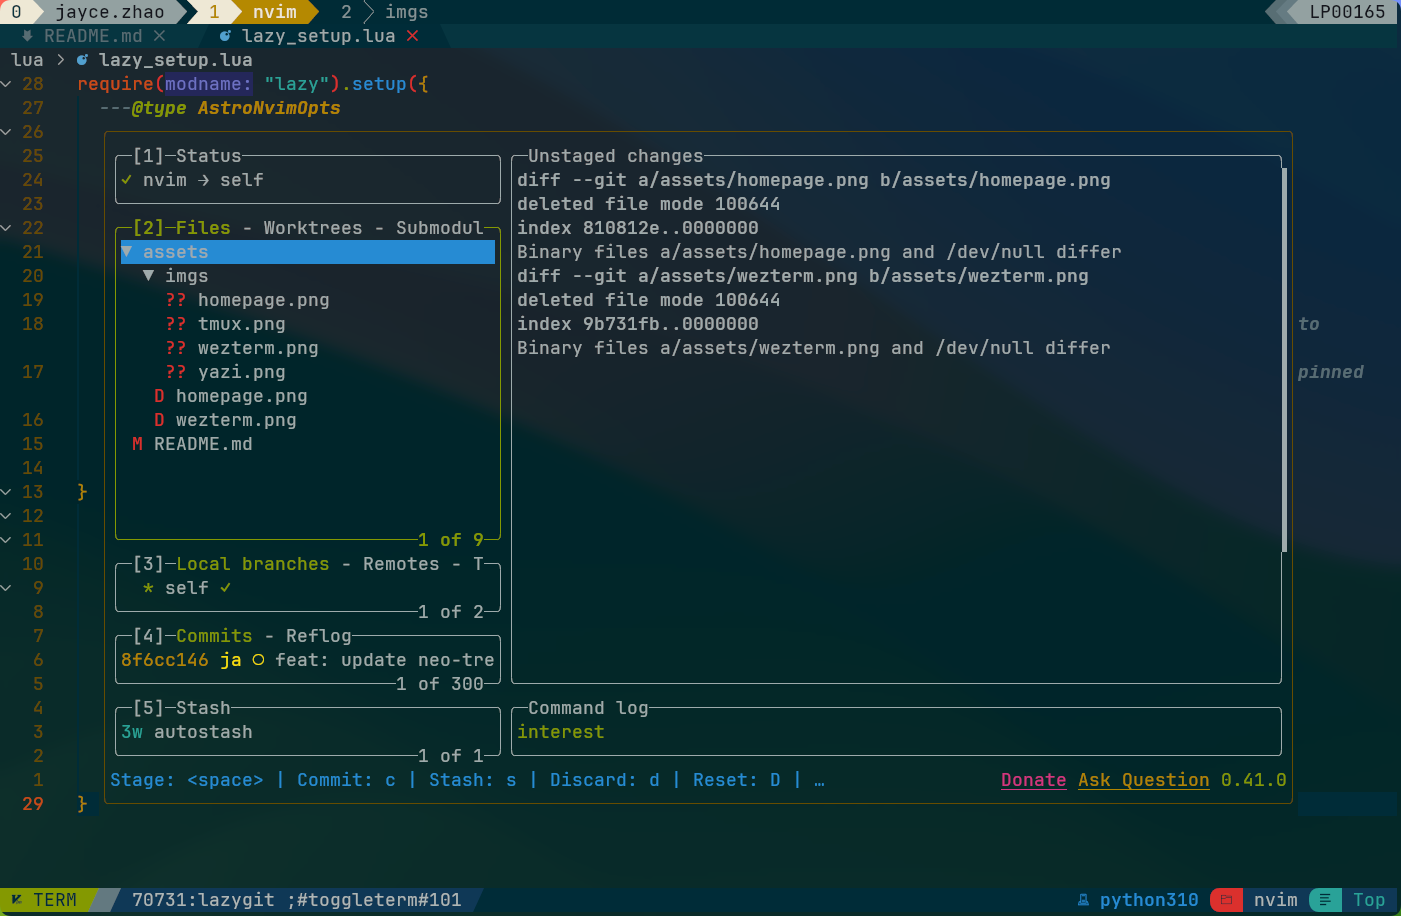 0 jayce.zhao 1 nvim 2 imgs LP00165
README.md × lazy_setup.lua ×
lua > lazy_setup.lua
28 require(modname: "lazy").setup({
27 ---@type AstroNvimOpts
26
25 [1]-Status Unstaged changes
24 ✓ nvim → self diff --git a/assets/homepage.png b/assets/homepage.png
23 deleted file mode 100644
22 [2]-Files - Worktrees - Submodul index 810812e..0000000
21 ▼ assets Binary files a/assets/homepage.png and /dev/null differ
20 ▼ imgs diff --git a/assets/wezterm.png b/assets/wezterm.png
19 ?? homepage.png deleted file mode 100644
18 ?? tmux.png index 9b731fb..0000000 to
?? wezterm.png Binary files a/assets/wezterm.png and /dev/null differ
17 ?? yazi.png pinned
D homepage.png
16 D wezterm.png
15 M README.md
14
13 }
12
11 1 of 9
10 [3]-Local branches - Remotes - T
9 * self ✓
8 1 of 2
7 [4]-Commits - Reflog
6 8f6cc146 ja ○ feat: update neo-tre
5 1 of 300
4 [5]-Stash Command log
3 3w autostash interest
2 1 of 1
1 Stage: <space> | Commit: c | Stash: s | Discard: d | Reset: D | … Donate Ask Question 0.41.0
29 }
TERM 70731:lazygit ;#toggleterm#101 python310 nvim Top